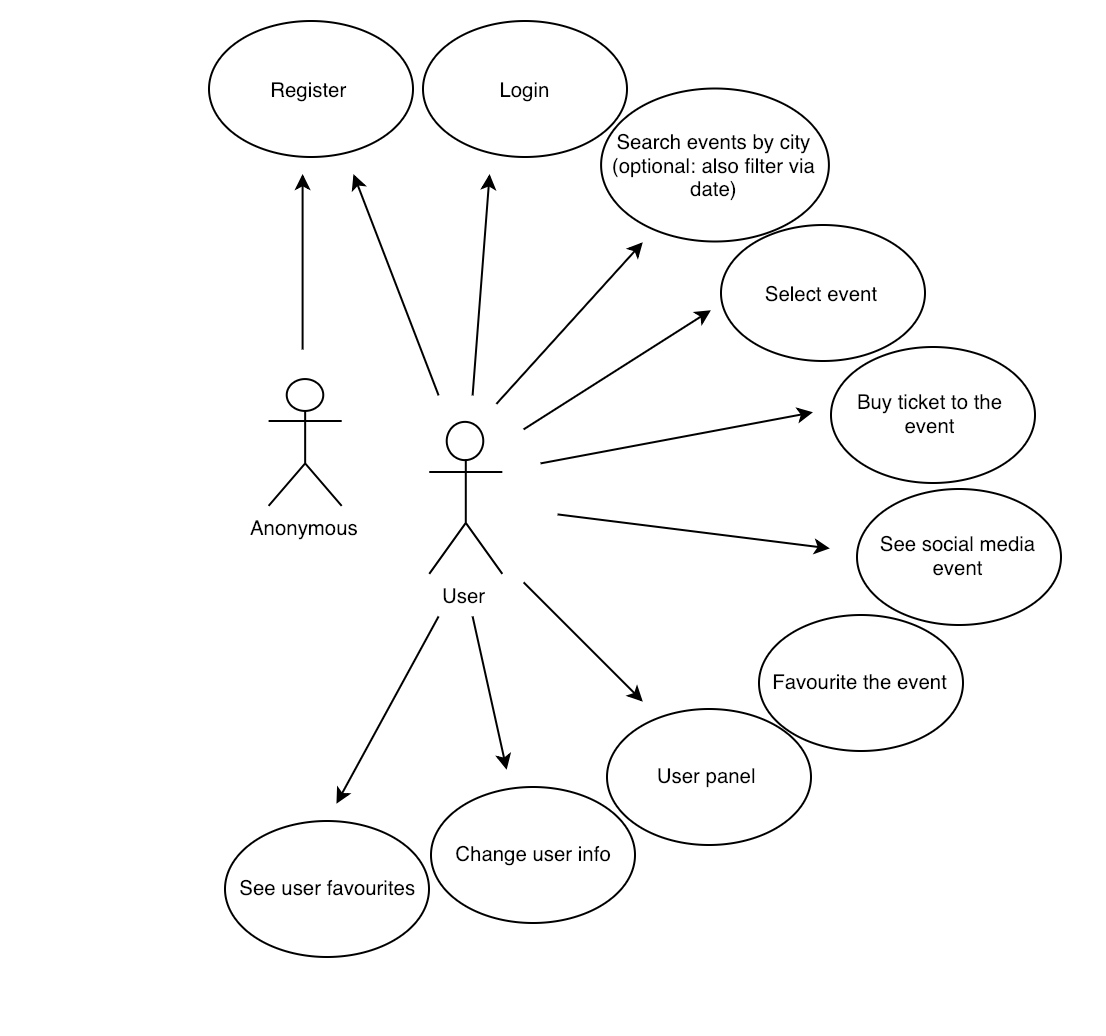 Register
Login
Search events by city
(optional: also filter via
date)
Select event
Buy ticket to the
event
See social media
event
Anonymous
User
Favourite the event
User panel
Change user info
See user favourites